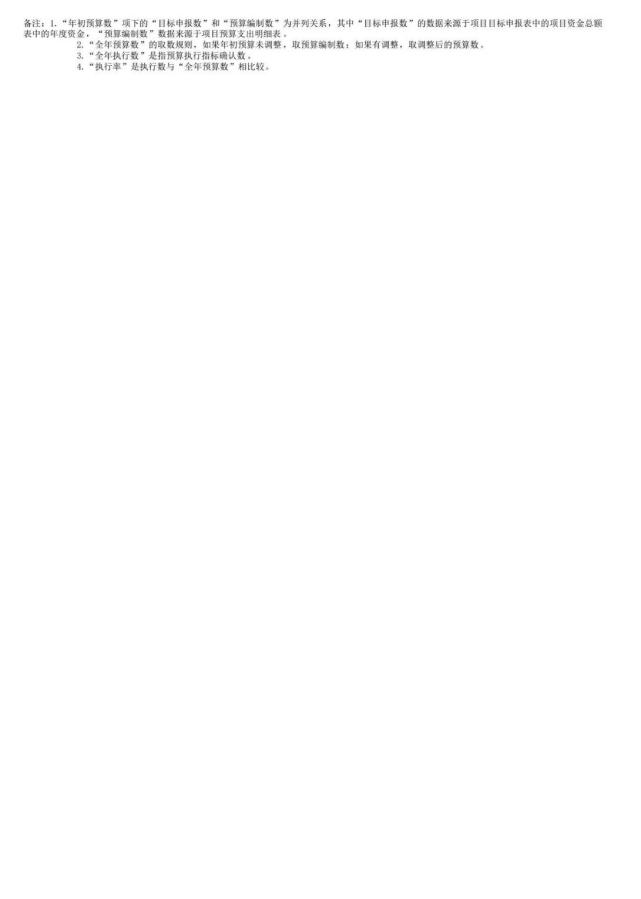 备注：1.“年初预算数”项下的“目标申报数”和“预算编制数”为并列关系，其中“目标申报数”的数据来源于项目目标申报表中的项目资金总额
表中的年度资金，“预算编制数”数据来源于项目预算支出明细表。
2.“全年预算数”的取数规则，如果年初预算未调整，取预算编制数；如果有调整，取调整后的预算数。
3.“全年执行数”是指预算执行指标确认数。
4.“执行率”是执行数与“全年预算数”相比较。